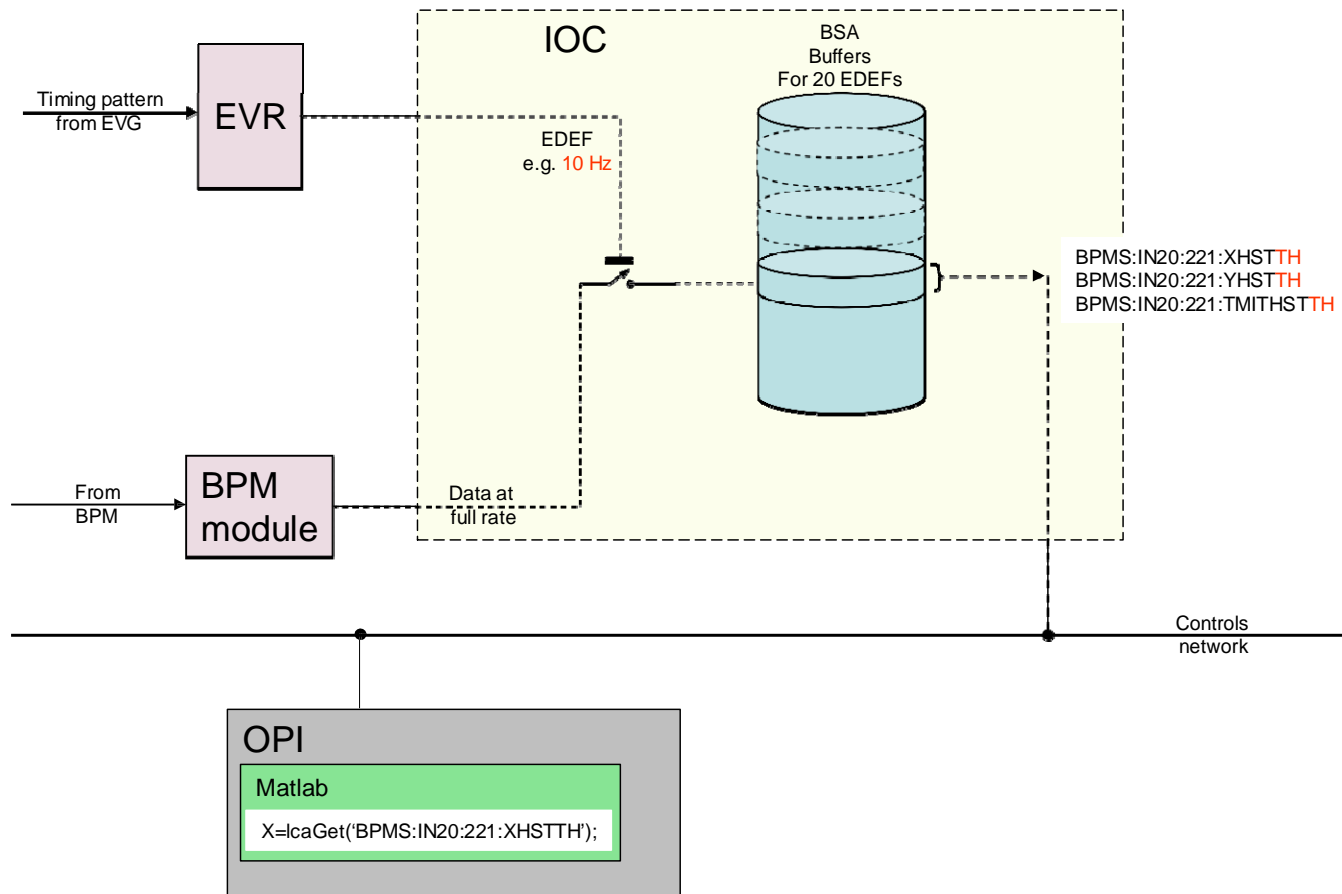 IOC
BSA
Buffers
For 20 EDEFs
Timing pattern
from EVG
EVR
EDEF
e.g. 10 Hz
BPMS:IN20:221:XHSTTH
BPMS:IN20:221:YHSTTH
BPMS:IN20:221:TMITHSTTH
From
BPM
BPM
module
Data at
full rate
Controls
network
OPI
Matlab
X=lcaGet(‘BPMS:IN20:221:XHSTTH’);